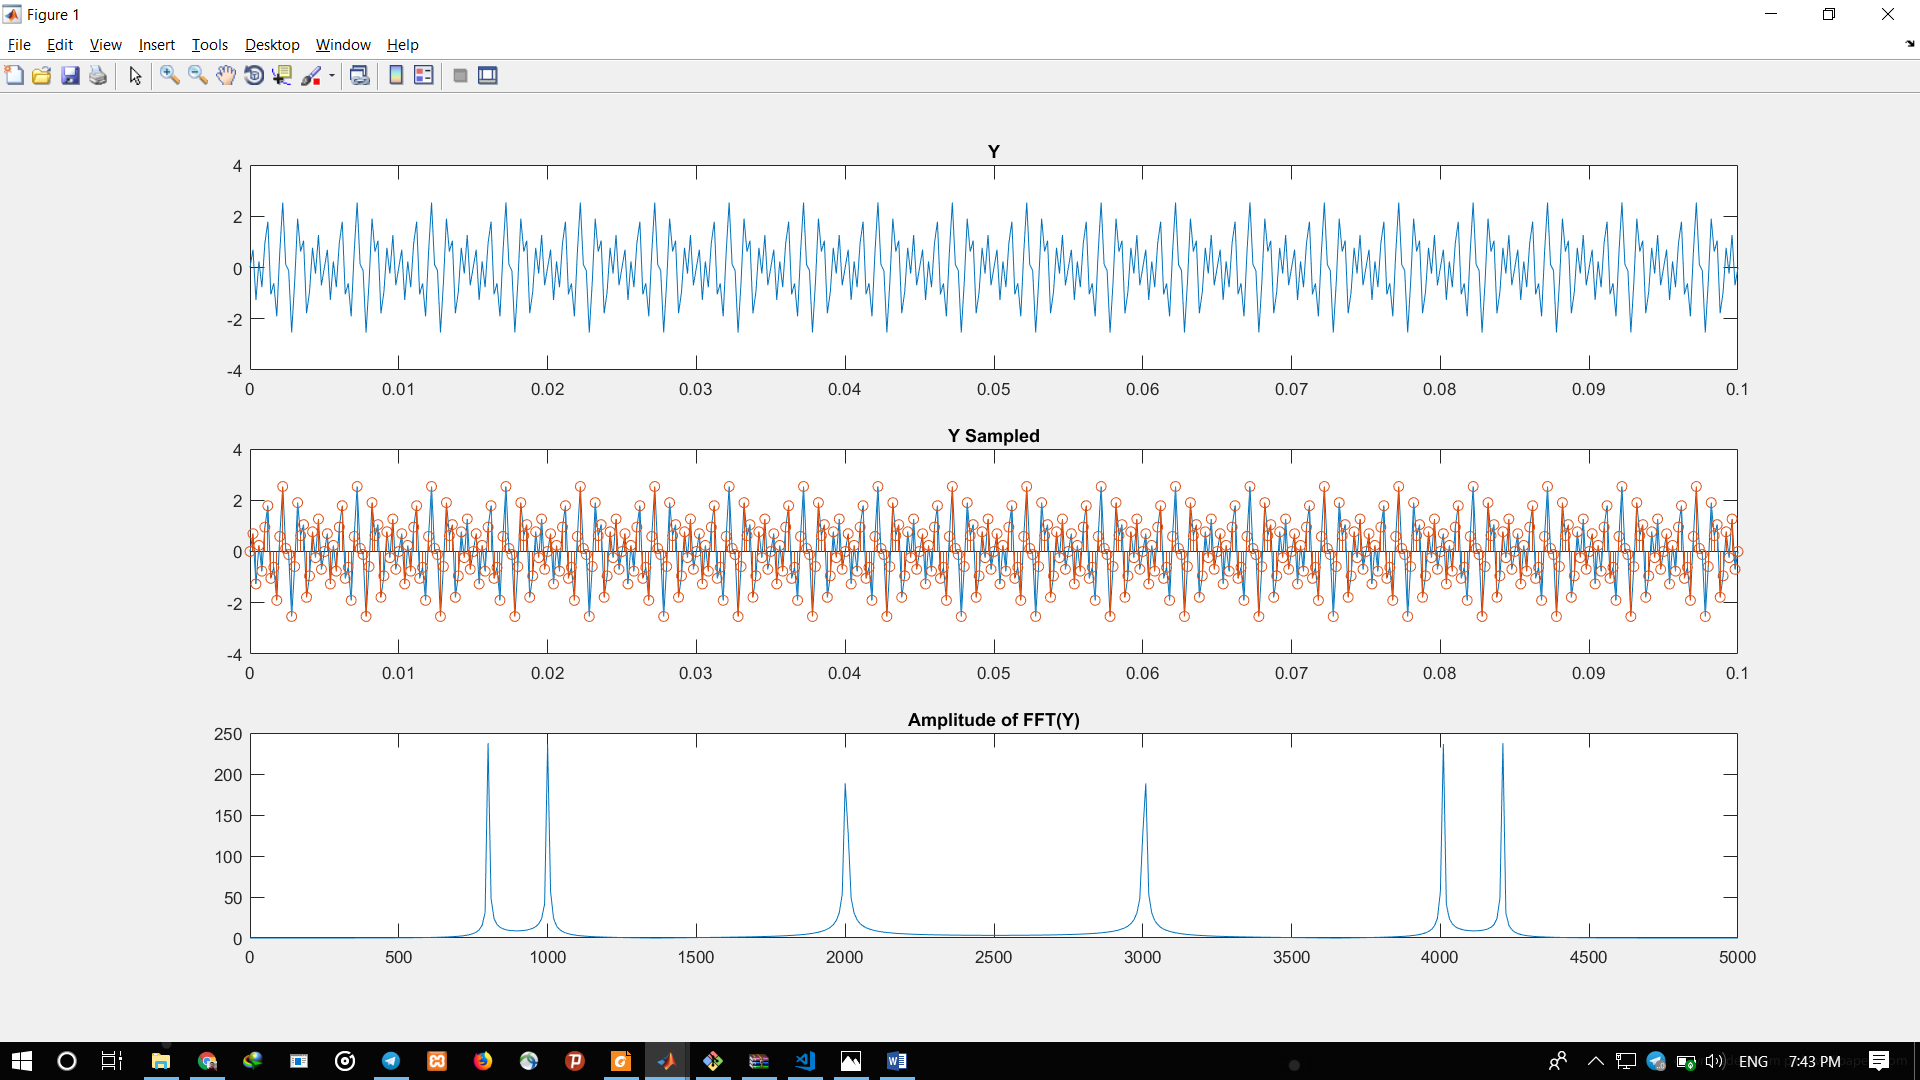 Figure 1
File Edit View Insert Tools Desktop Window Help
Y
4
2
0
-2
-4
0 0.01 0.02 0.03 0.04 0.05 0.06 0.07 0.08 0.09 0.1
Y Sampled
4
2
0
-2
-4
0 0.01 0.02 0.03 0.04 0.05 0.06 0.07 0.08 0.09 0.1
Amplitude of FFT(Y)
250
200
150
100
50
0
0 500 1000 1500 2000 2500 3000 3500 4000 4500 5000
ENG 7:43 PM